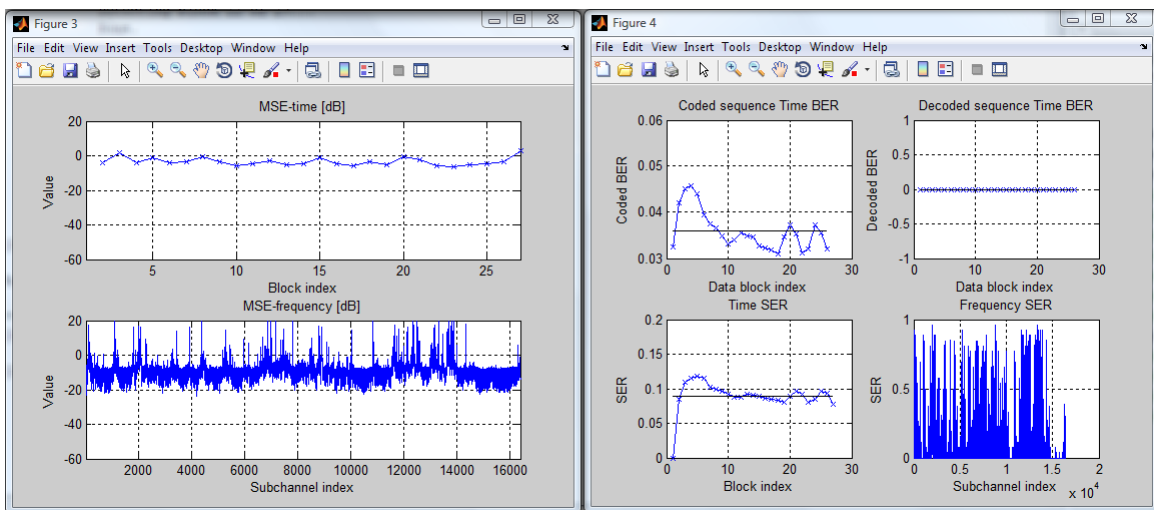 Figure 3
File Edit View Insert Tools Desktop Window Help
MSE-time [dB]
20
0
-20
-40
-60
Value
5 10 15 20 25
Block index
MSE-frequency [dB]
20
0
-20
-40
-60
Value
2000 4000 6000 8000 10000 12000 14000 16000
Subchannel index
Figure 4
File Edit View Insert Tools Desktop Window Help
Coded sequence Time BER
0.06
0.05
0.04
0.03
Coded BER
0 10 20 30
Data block index
Decoded sequence Time BER
1
0.5
0
-0.5
-1
Decoded BER
0 10 20 30
Data block index
Time SER
0.2
0.15
0.1
0.05
0
SER
0 10 20 30
Block index
Frequency SER
1
0.5
0
SER
0 0.5 1 1.5 2
Subchannel index
x 10^4